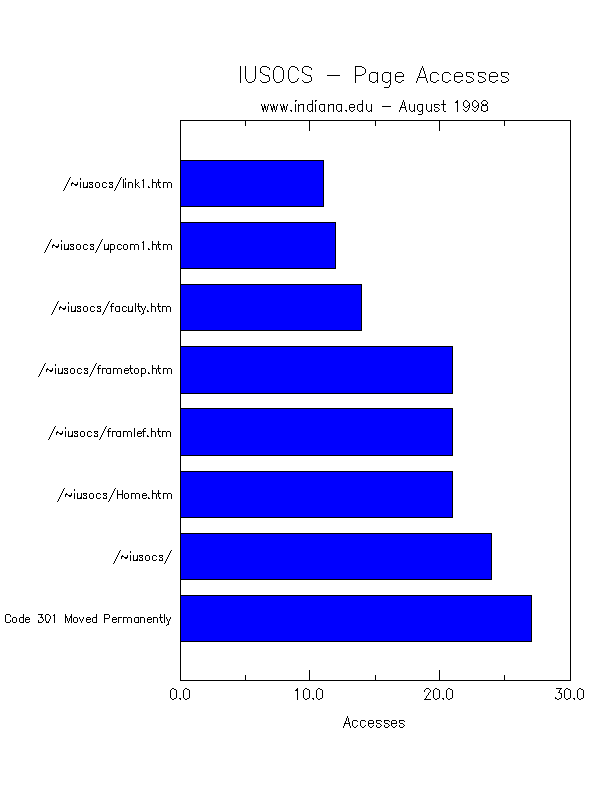 IUSOCS - Page Accesses
www.indiana.edu - August 1998
/~iusocs/link1.htm
/~iusocs/upcom1.htm
/~iusocs/faculty.htm
/~iusocs/frametop.htm
/~iusocs/framlef.htm
/~iusocs/Home.htm
/~iusocs/
Code 301 Moved Permanently
0.0 10.0 20.0 30.0
Accesses